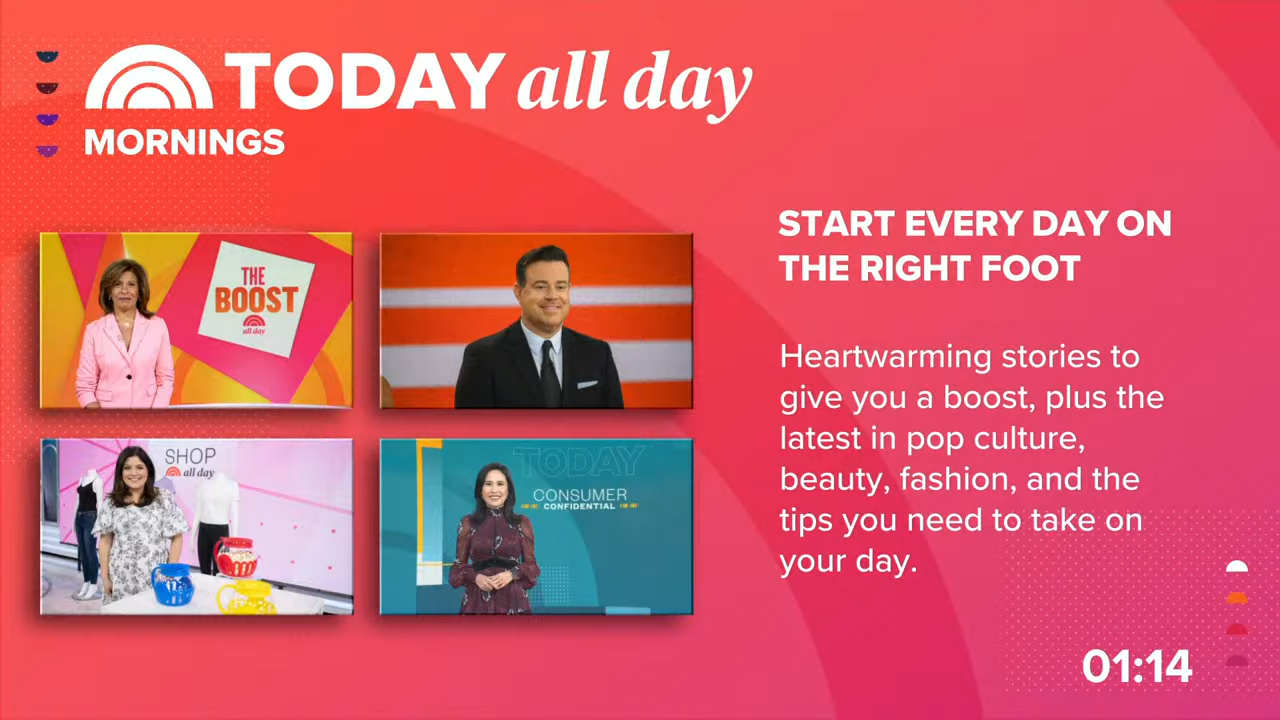 TODAY all day
MORNINGS
START EVERY DAY ON
THE RIGHT FOOT
THE
BOOST
all day
Heartwarming stories to
give you a boost, plus the
latest in pop culture,
beauty, fashion, and the
tips you need to take on
your day.
SHOP
all day
TODAY
CONSUMER
CONFIDENTIAL
01:14